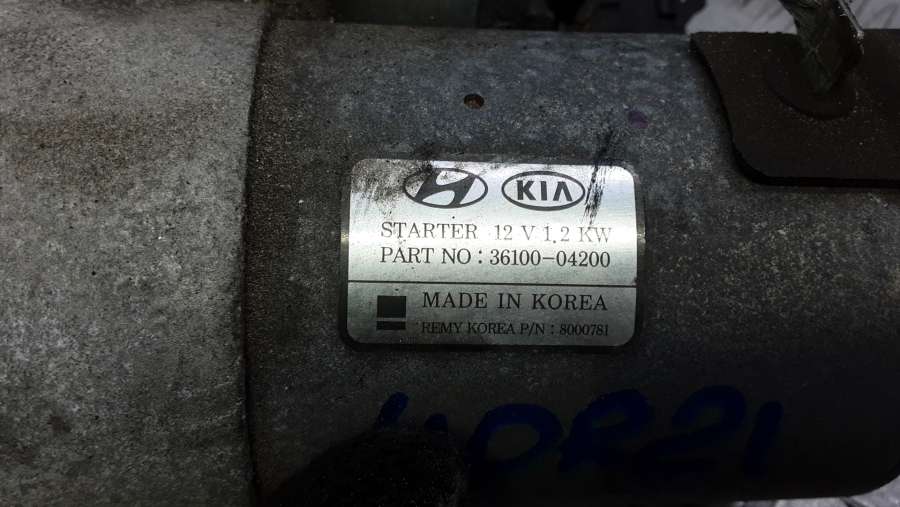 KIA
STARTER 12 V 1.2 KW
PART NO : 36100-04200
MADE IN KOREA
REMY KOREA P/N : 8000781